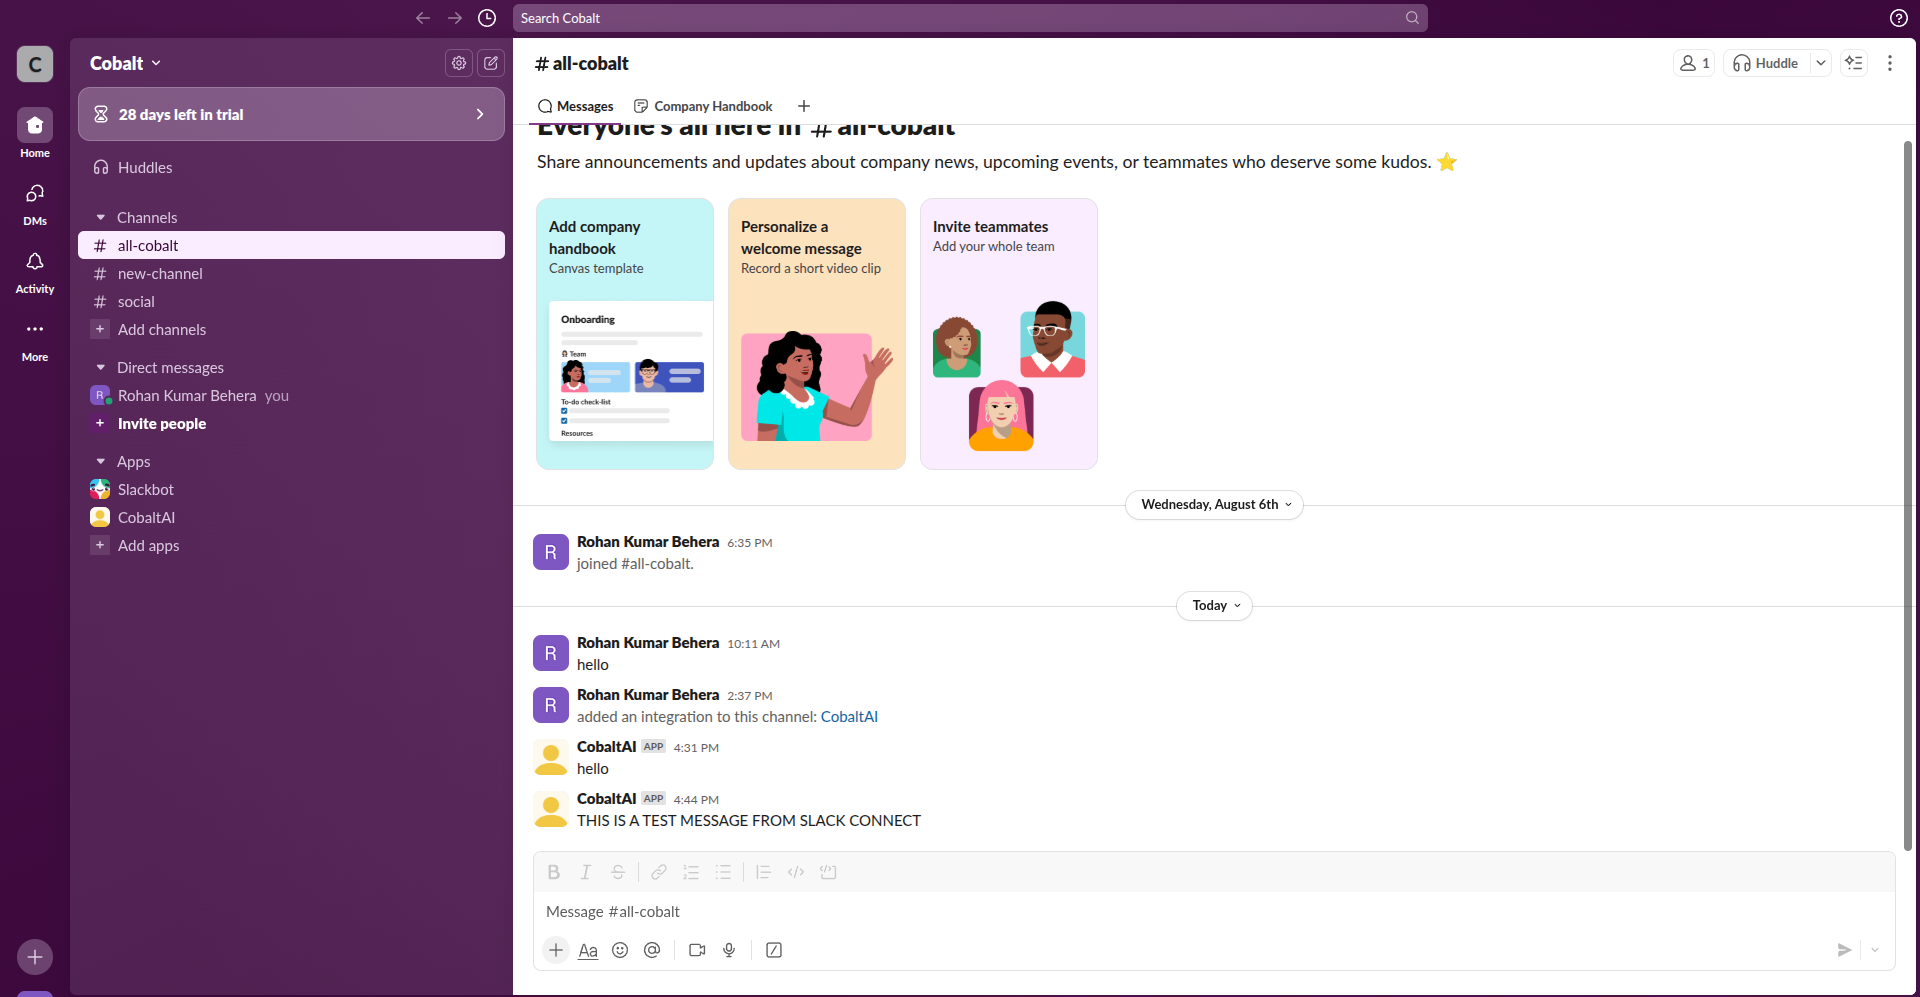 Search Cobalt
C
Cobalt
28 days left in trial
Home
DMs
Activity
More
Huddles
Channels
# all-cobalt
# new-channel
# social
+ Add channels
Direct messages
R Rohan Kumar Behera you
+ Invite people
Apps
Slackbot
CobaltAI
+ Add apps
# all-cobalt
1
Huddle
Messages
Company Handbook
Everyone's all here in # all-cobalt
Share announcements and updates about company news, upcoming events, or teammates who deserve some kudos. ⭐
Add company
handbook
Canvas template
Onboarding
Team
To-do check-list
Resources
Personalize a
welcome message
Record a short video clip
Invite teammates
Add your whole team
Wednesday, August 6th
R
Rohan Kumar Behera 6:35 PM
joined #all-cobalt.
Today
R
Rohan Kumar Behera 10:11 AM
hello
R
Rohan Kumar Behera 2:37 PM
added an integration to this channel: CobaltAI
CobaltAI APP 4:31 PM
hello
CobaltAI APP 4:44 PM
THIS IS A TEST MESSAGE FROM SLACK CONNECT
B I S
Message #all-cobalt
Aa